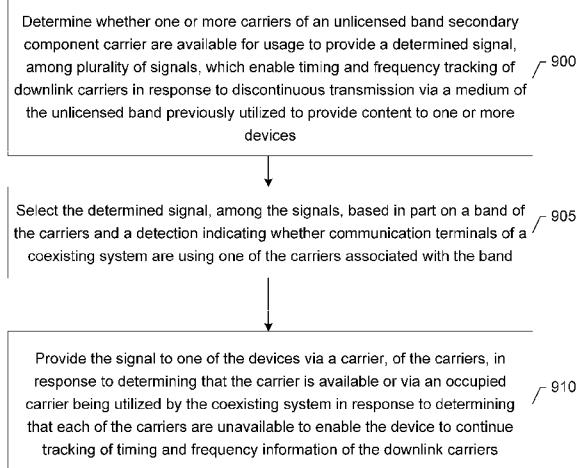 Determine whether one or more carriers of an unlicensed band secondary
component carrier are available for usage to provide a determined signal,
among plurality of signals, which enable timing and frequency tracking of
downlink carriers in response to discontinuous transmission via a medium of
the unlicensed band previously utilized to provide content to one or more
devices
900
Select the determined signal, among the signals, based in part on a band of
the carriers and a detection indicating whether communication terminals of a
coexisting system are using one of the carriers associated with the band
905
Provide the signal to one of the devices via a carrier, of the carriers, in
response to determining that the carrier is available or via an occupied
carrier being utilized by the coexisting system in response to determining
that each of the carriers are unavailable to enable the device to continue
tracking of timing and frequency information of the downlink carriers
910